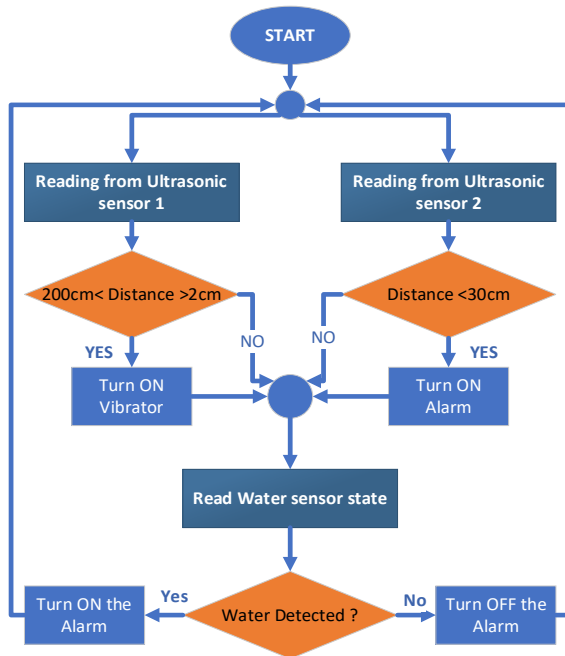 START
Reading from Ultrasonic
sensor 1
Reading from Ultrasonic
sensor 2
200cm< Distance >2cm
Distance <30cm
NO
NO
YES
YES
Turn ON
Vibrator
Turn ON
Alarm
Read Water sensor state
Yes
No
Turn ON the
Alarm
Water Detected ?
Turn OFF the
Alarm